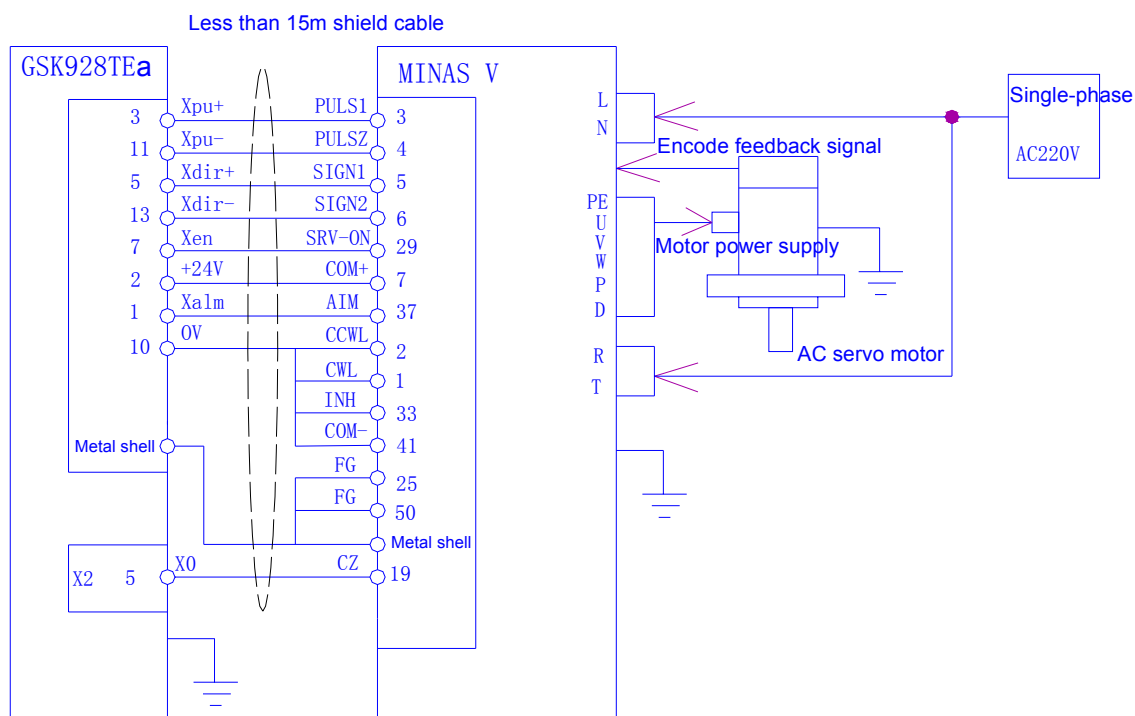 Less than 15m shield cable
GSK928TEa
MINAS V
3 Xpu+ PULS1 3
11 Xpu- PULSZ 4
5 Xdir+ SIGN1 5
13 Xdir- SIGN2 6
7 Xen SRV-ON 29
2 +24V COM+ 7
1 Xalm AIM 37
10 0V CCWL 2
CWL 1
INH 33
COM- 41
Metal shell
FG 25
FG 50
Metal shell
X2 5 X0 CZ 19
L
N
Encode feedback signal
PE
U
V
W
P
D
Motor power supply
AC servo motor
R
T
Single-phase
AC220V